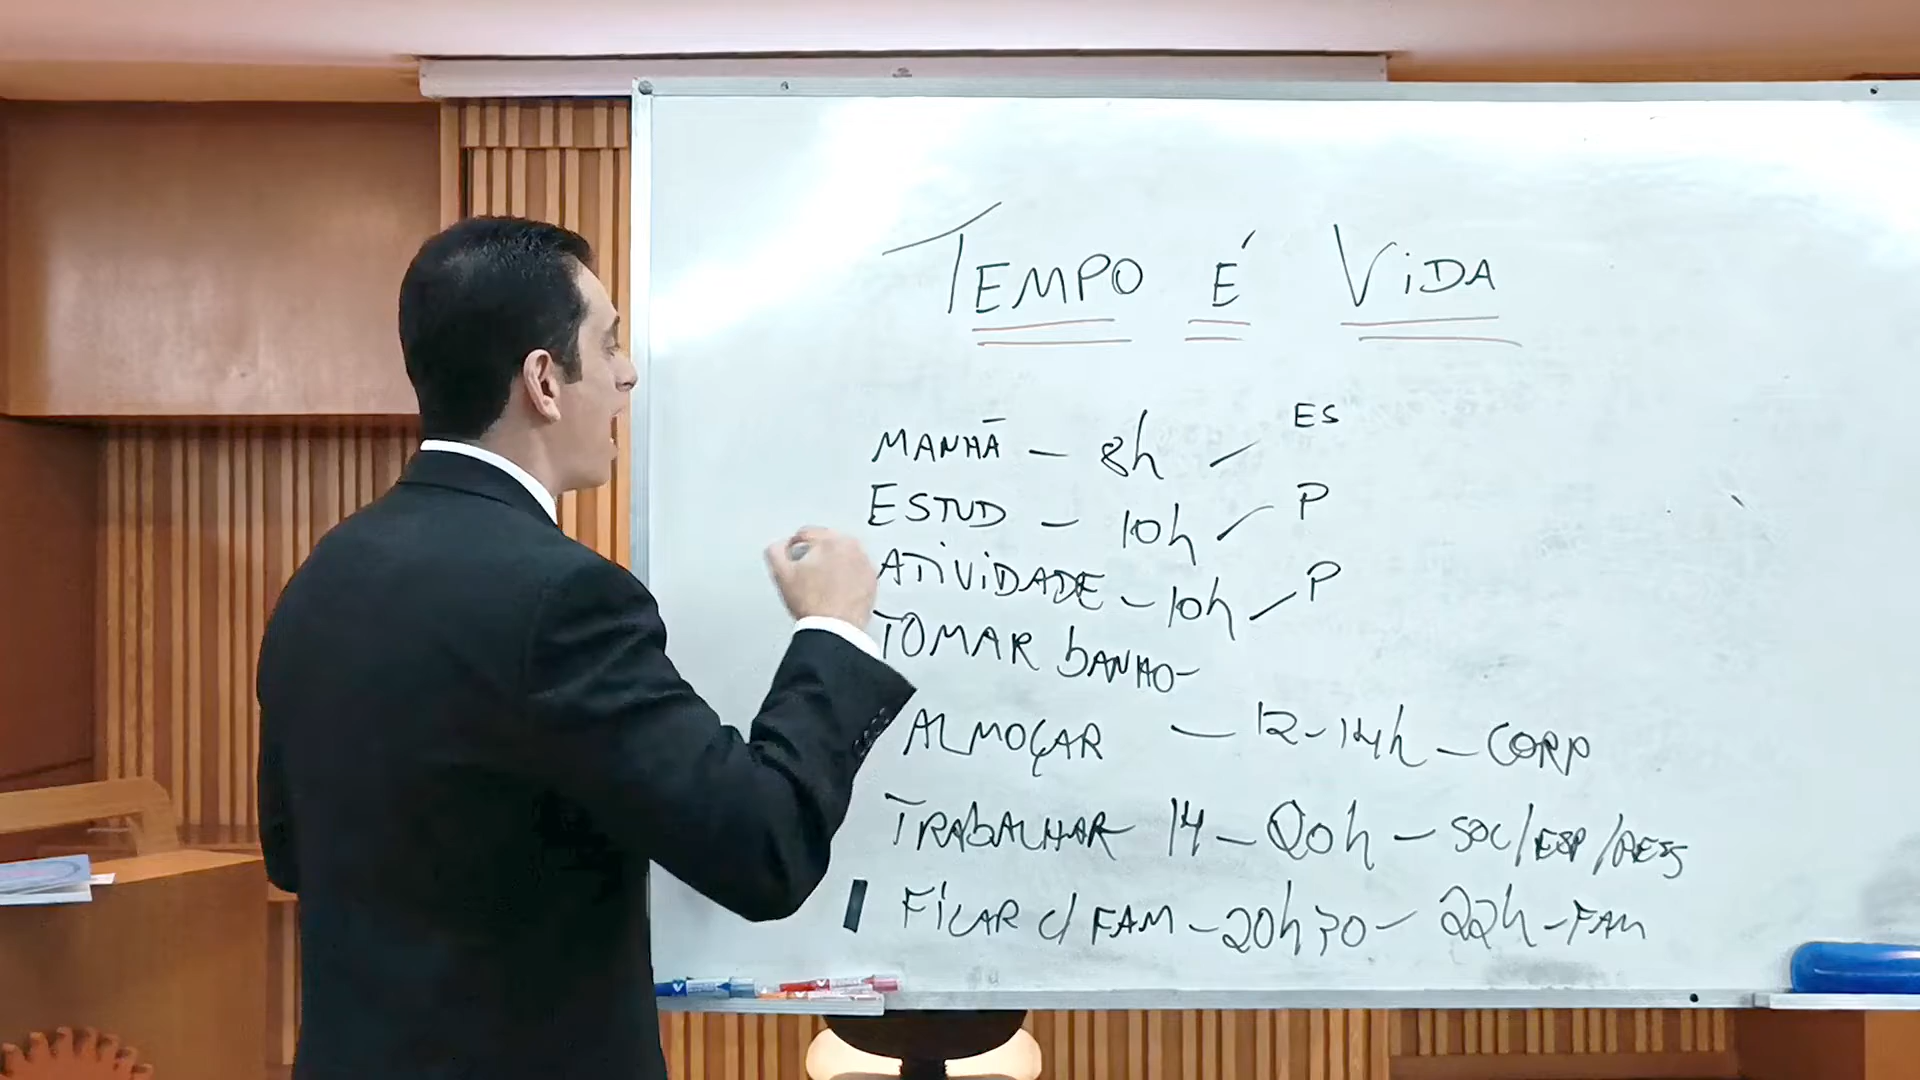 TEMPO É VIDA
MANHÃ — 8h — ES
ESTUD — 10h — P
ATIVIDADE — 10h — P
TOMAR BANHO —
ALMOÇAR — 12-14h — CORP
TRABALHAR 14 — 20h — SOC/ESP/
FICAR c/ FAM — 20h30 — 22h — FAM